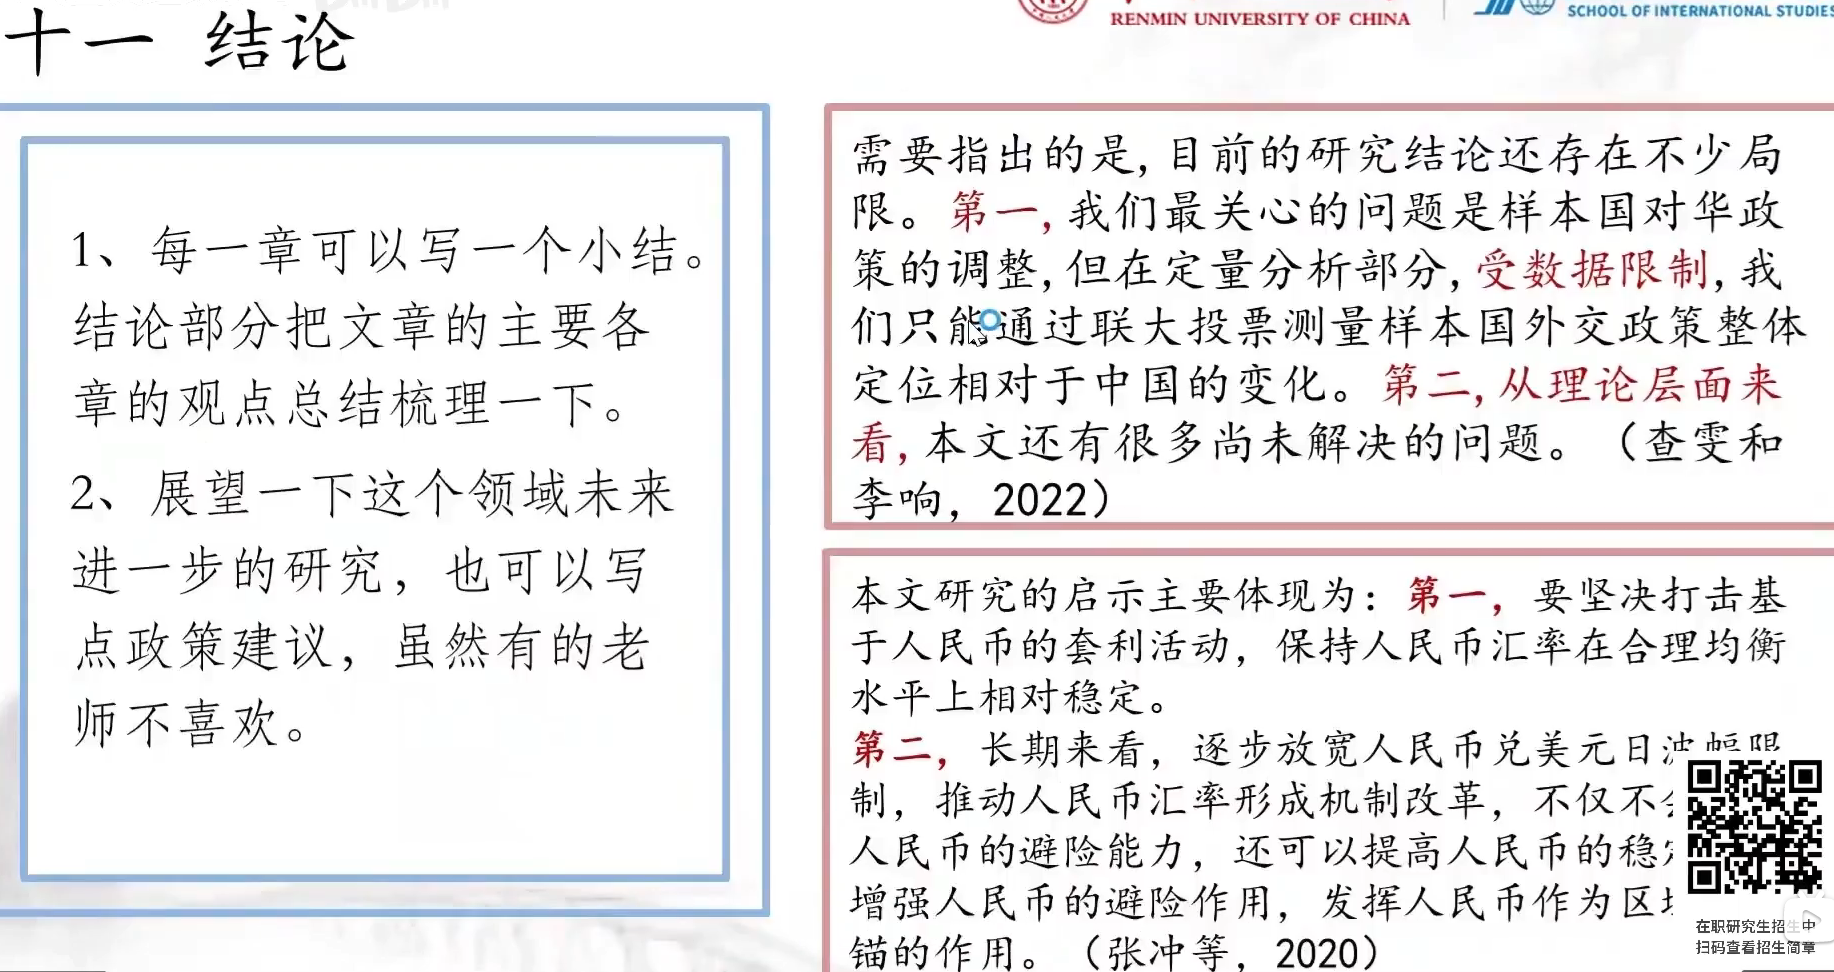 RENMIN UNIVERSITY OF CHINA
SCHOOL OF INTERNATIONAL STUDIES
十一 结论
1、每一章可以写一个小结。
结论部分把文章的主要各
章的观点总结梳理一下。
2、展望一下这个领域未来
进一步的研究，也可以写
点政策建议，虽然有的老
师不喜欢。
需要指出的是,目前的研究结论还存在不少局
限。第一,我们最关心的问题是样本国对华政
策的调整,但在定量分析部分,受数据限制,我
们只能通过联大投票测量样本国外交政策整体
定位相对于中国的变化。第二,从理论层面来
看,本文还有很多尚未解决的问题。（查雯和
李响，2022）
本文研究的启示主要体现为：第一，要坚决打击基
于人民币的套利活动，保持人民币汇率在合理均衡
水平上相对稳定。
第二，长期来看，逐步放宽人民币兑美元日波幅限
制，推动人民币汇率形成机制改革，不仅不
人民币的避险能力，还可以提高人民币的稳
增强人民币的避险作用，发挥人民币作为区
锚的作用。（张冲等，2020）
在职研究生招生中
扫码查看招生简章